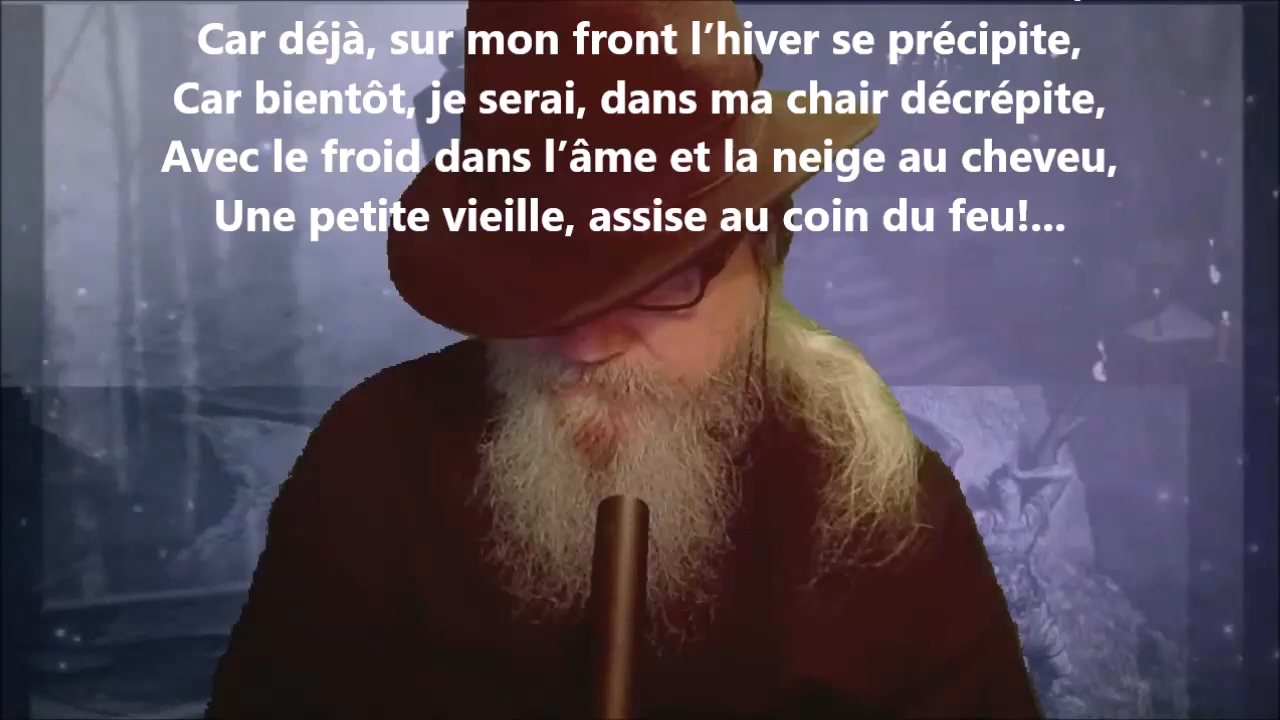 Car déjà, sur mon front l’hiver se précipite,
Car bientôt, je serai, dans ma chair décrépite,
Avec le froid dans l’âme et la neige au cheveu,
Une petite vieille, assise au coin du feu!...